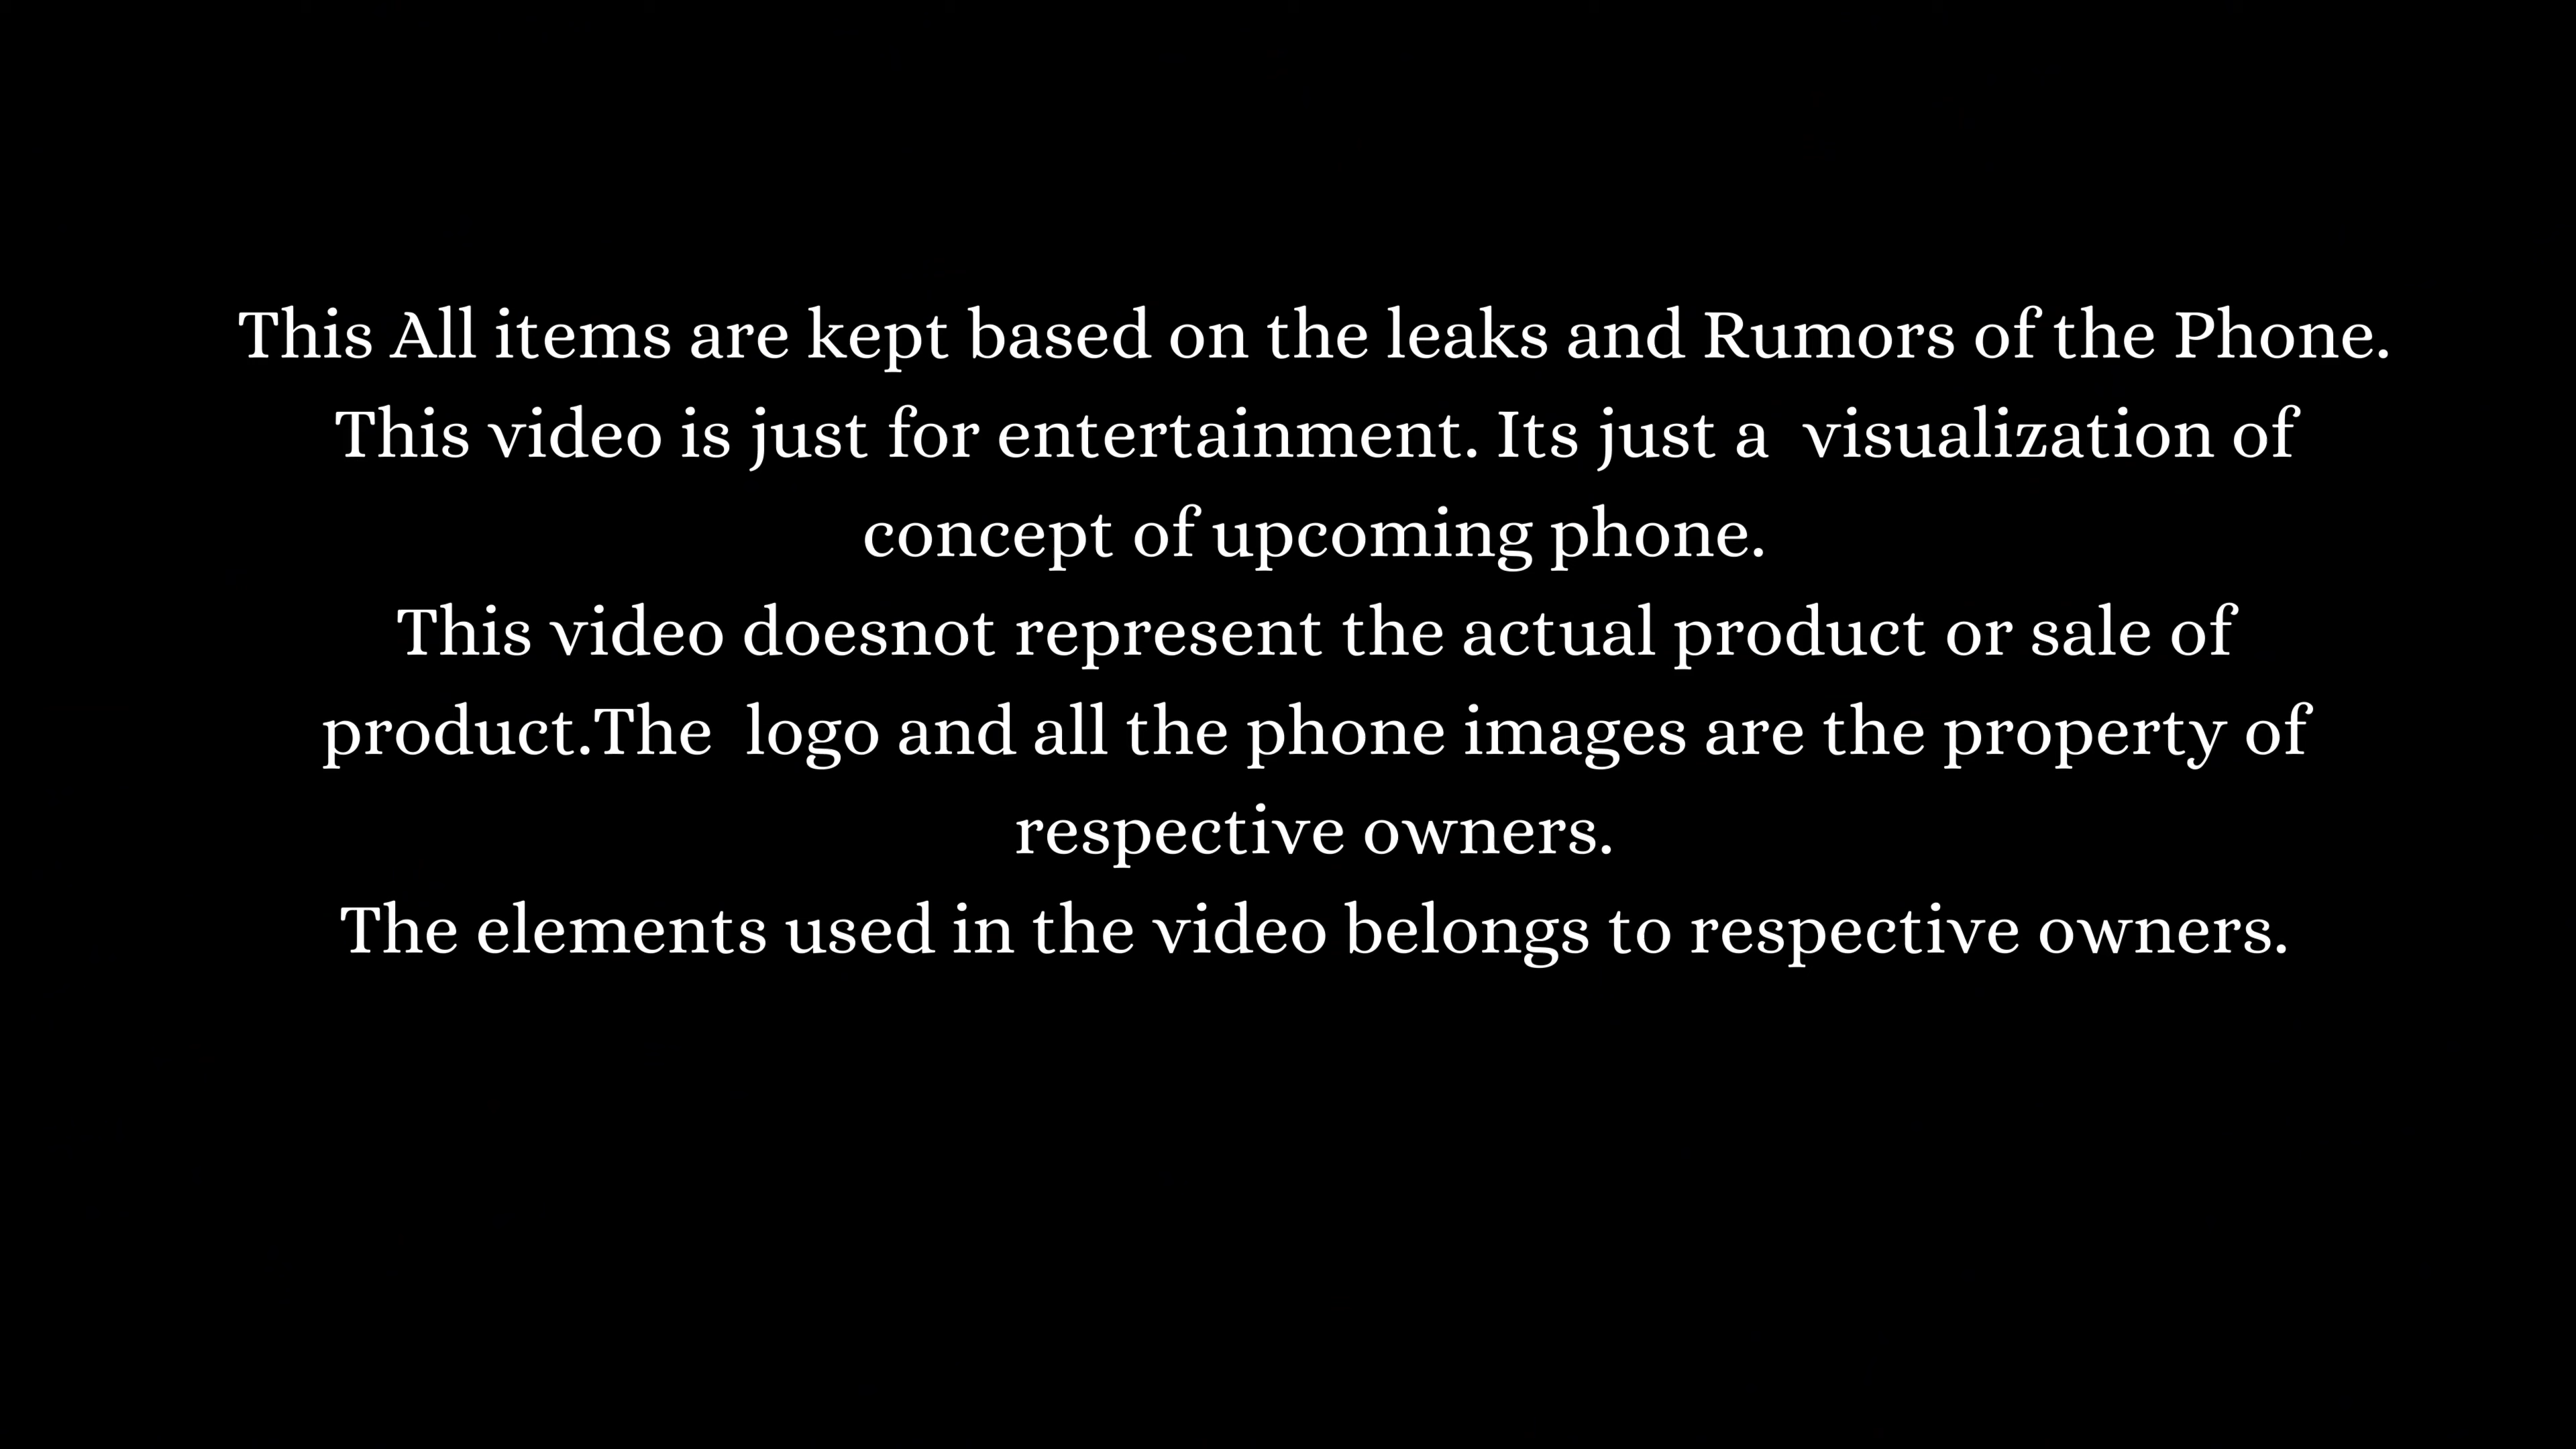 This All items are kept based on the leaks and Rumors of the Phone.
This video is just for entertainment. Its just a  visualization of
concept of upcoming phone.
This video doesnot represent the actual product or sale of
product.The  logo and all the phone images are the property of
respective owners.
The elements used in the video belongs to respective owners.